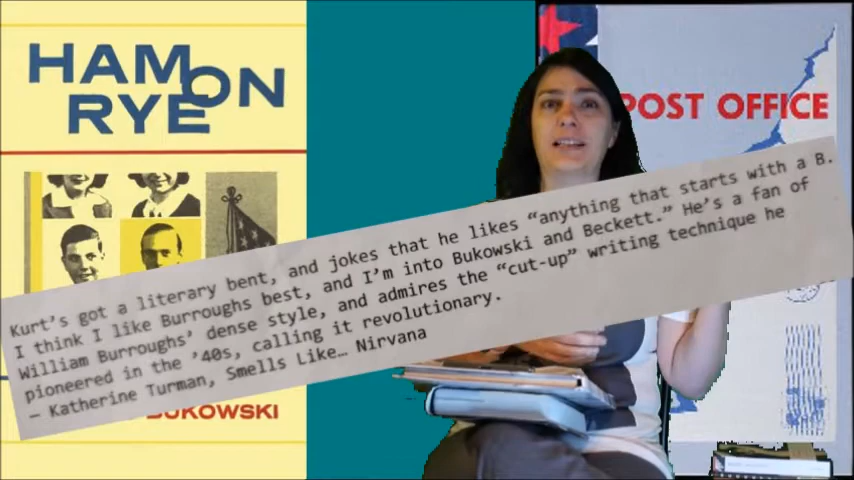 HAM ON
RYE
POST OFFICE
Kurt's got a literary bent, and jokes that he likes “anything that starts with a B.
I think I like Burroughs best, and I'm into Bukowski and Beckett.” He's a fan of
William Burroughs' dense style, and admires the “cut-up” writing technique he
pioneered in the '40s, calling it revolutionary.
— Katherine Turman, Smells Like… Nirvana
BUKOWSKI